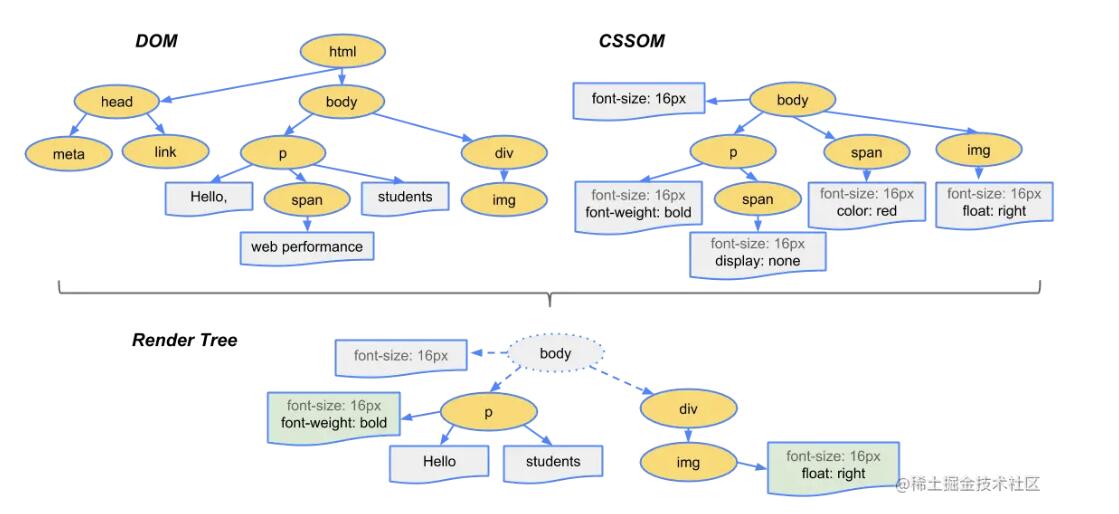 DOM
CSSOM
html
head
body
meta
link
p
div
Hello,
span
students
img
web performance
body
font-size: 16px
p
span
img
font-size: 16px
font-weight: bold
span
font-size: 16px
color: red
font-size: 16px
float: right
font-size: 16px
display: none
Render Tree
body
font-size: 16px
p
div
font-size: 16px
font-weight: bold
Hello
students
img
font-size: 16px
float: right
@稀土掘金技术社区